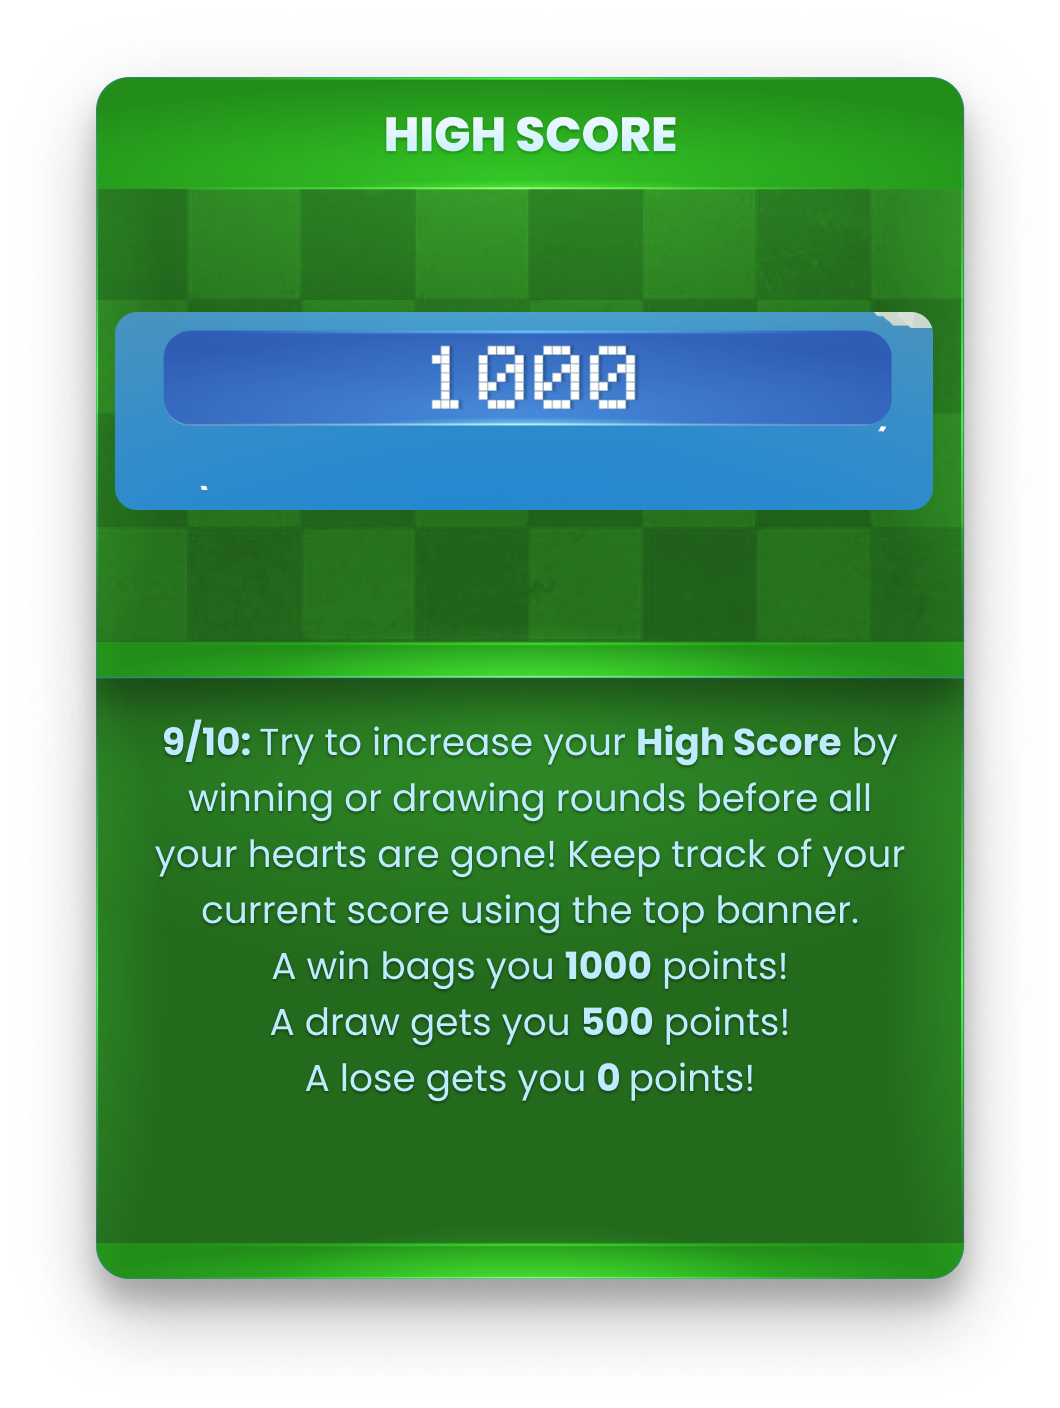 HIGH SCORE
1000
9/10: Try to increase your High Score by
winning or drawing rounds before all
your hearts are gone! Keep track of your
current score using the top banner.
A win bags you 1000 points!
A draw gets you 500 points!
A lose gets you 0 points!